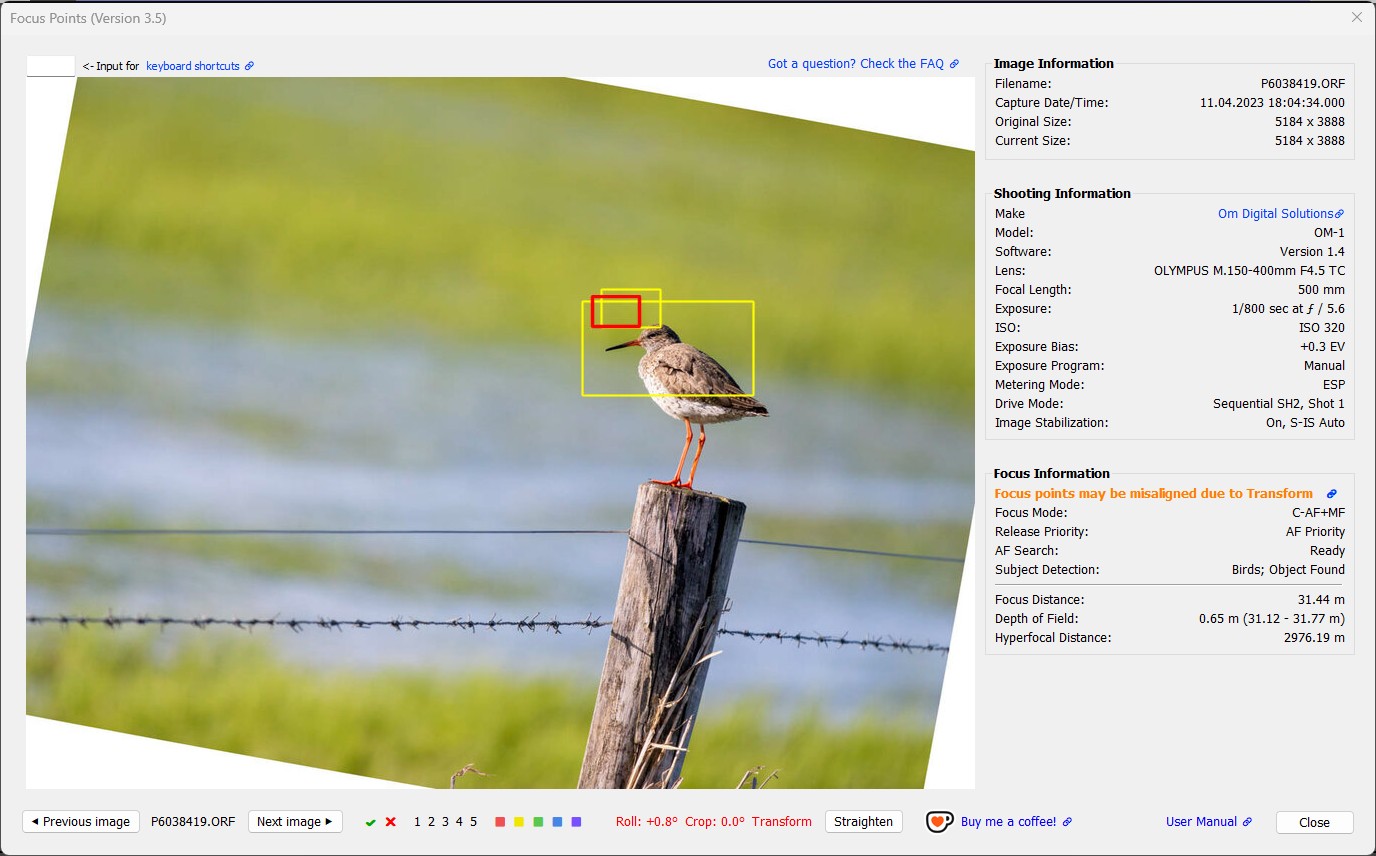 Focus Points (Version 3.5)
<- Input for keyboard shortcuts
Got a question? Check the FAQ
Image Information
Filename: P6038419.ORF
Capture Date/Time: 11.04.2023 18:04:34.000
Original Size: 5184 x 3888
Current Size: 5184 x 3888
Shooting Information
Make Om Digital Solutions
Model: OM-1
Software: Version 1.4
Lens: OLYMPUS M.150-400mm F4.5 TC
Focal Length: 500 mm
Exposure: 1/800 sec at ƒ / 5.6
ISO: ISO 320
Exposure Bias: +0.3 EV
Exposure Program: Manual
Metering Mode: ESP
Drive Mode: Sequential SH2, Shot 1
Image Stabilization: On, S-IS Auto
Focus Information
Focus points may be misaligned due to Transform
Focus Mode: C-AF+MF
Release Priority: AF Priority
AF Search: Ready
Subject Detection: Birds; Object Found
Focus Distance: 31.44 m
Depth of Field: 0.65 m (31.12 - 31.77 m)
Hyperfocal Distance: 2976.19 m
Previous image P6038419.ORF Next image 1 2 3 4 5 Roll: +0.8° Crop: 0.0° Transform Straighten Buy me a coffee! User Manual Close